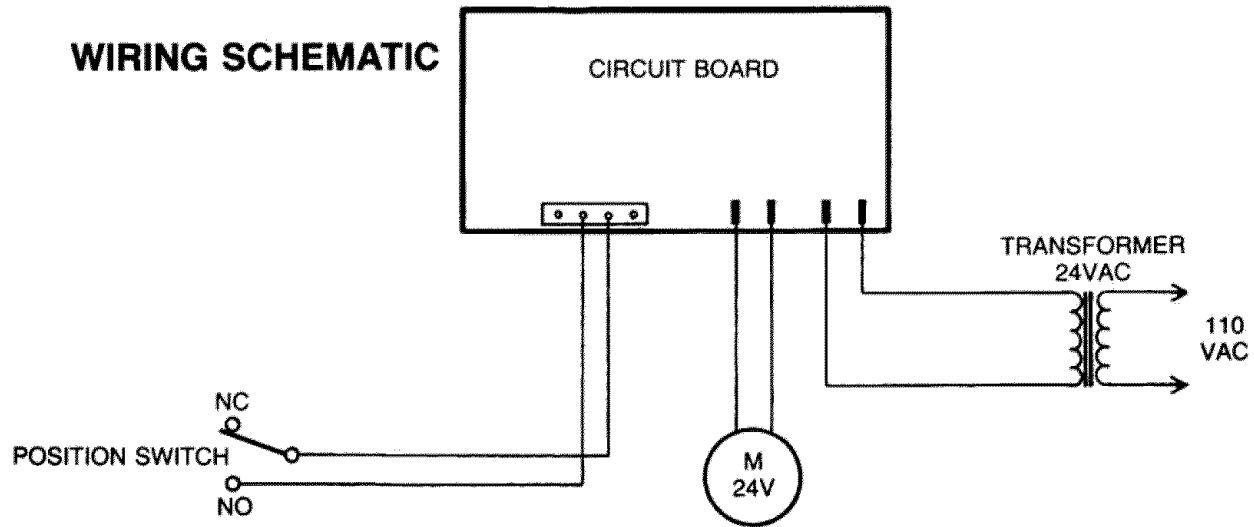 WIRING SCHEMATIC
CIRCUIT BOARD
TRANSFORMER
24VAC
110
VAC
NC
POSITION SWITCH
NO
M
24V